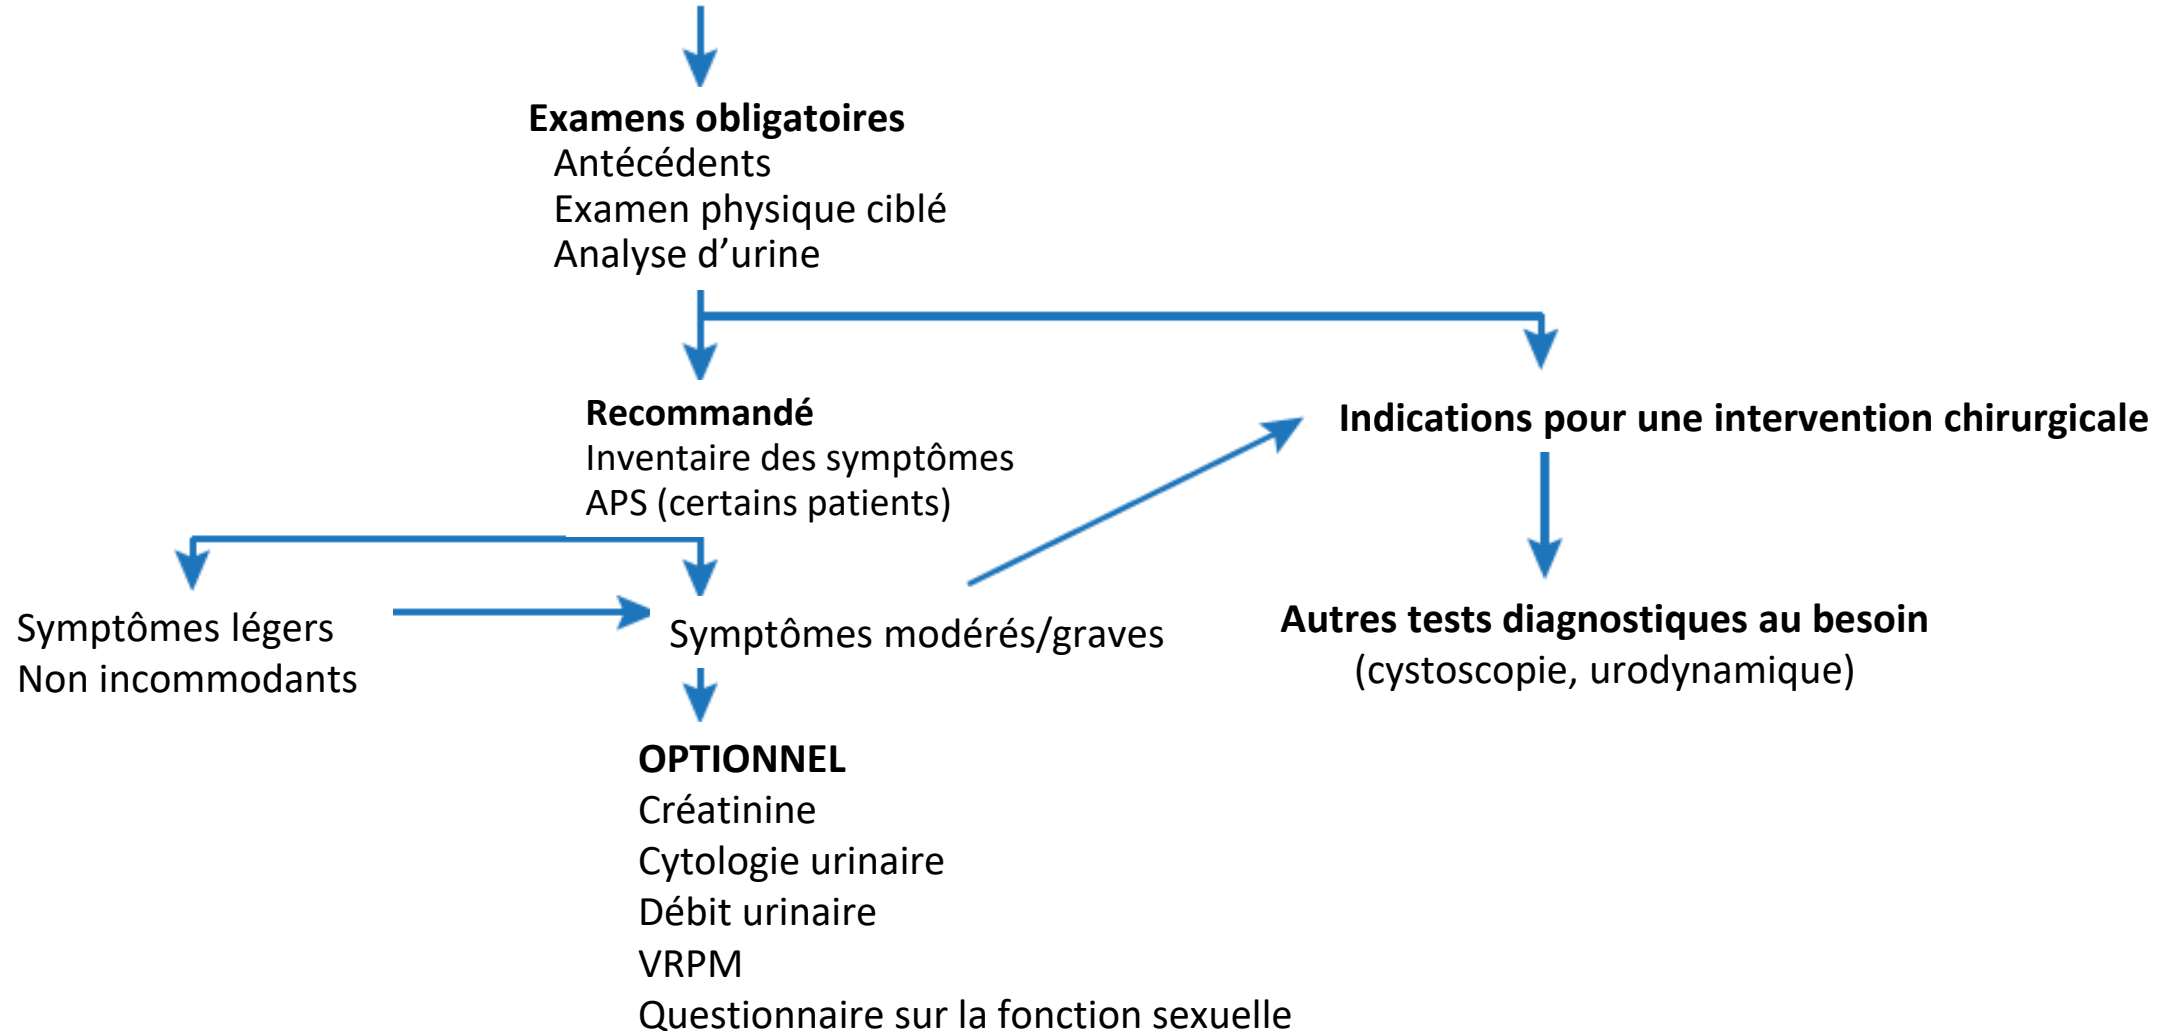 Examens obligatoires
Antécédents
Examen physique ciblé
Analyse d’urine
Recommandé
Inventaire des symptômes
APS (certains patients)
Indications pour une intervention chirurgicale
Symptômes légers
Non incommodants
Symptômes modérés/graves
Autres tests diagnostiques au besoin
(cystoscopie, urodynamique)
OPTIONNEL
Créatinine
Cytologie urinaire
Débit urinaire
VRPM
Questionnaire sur la fonction sexuelle